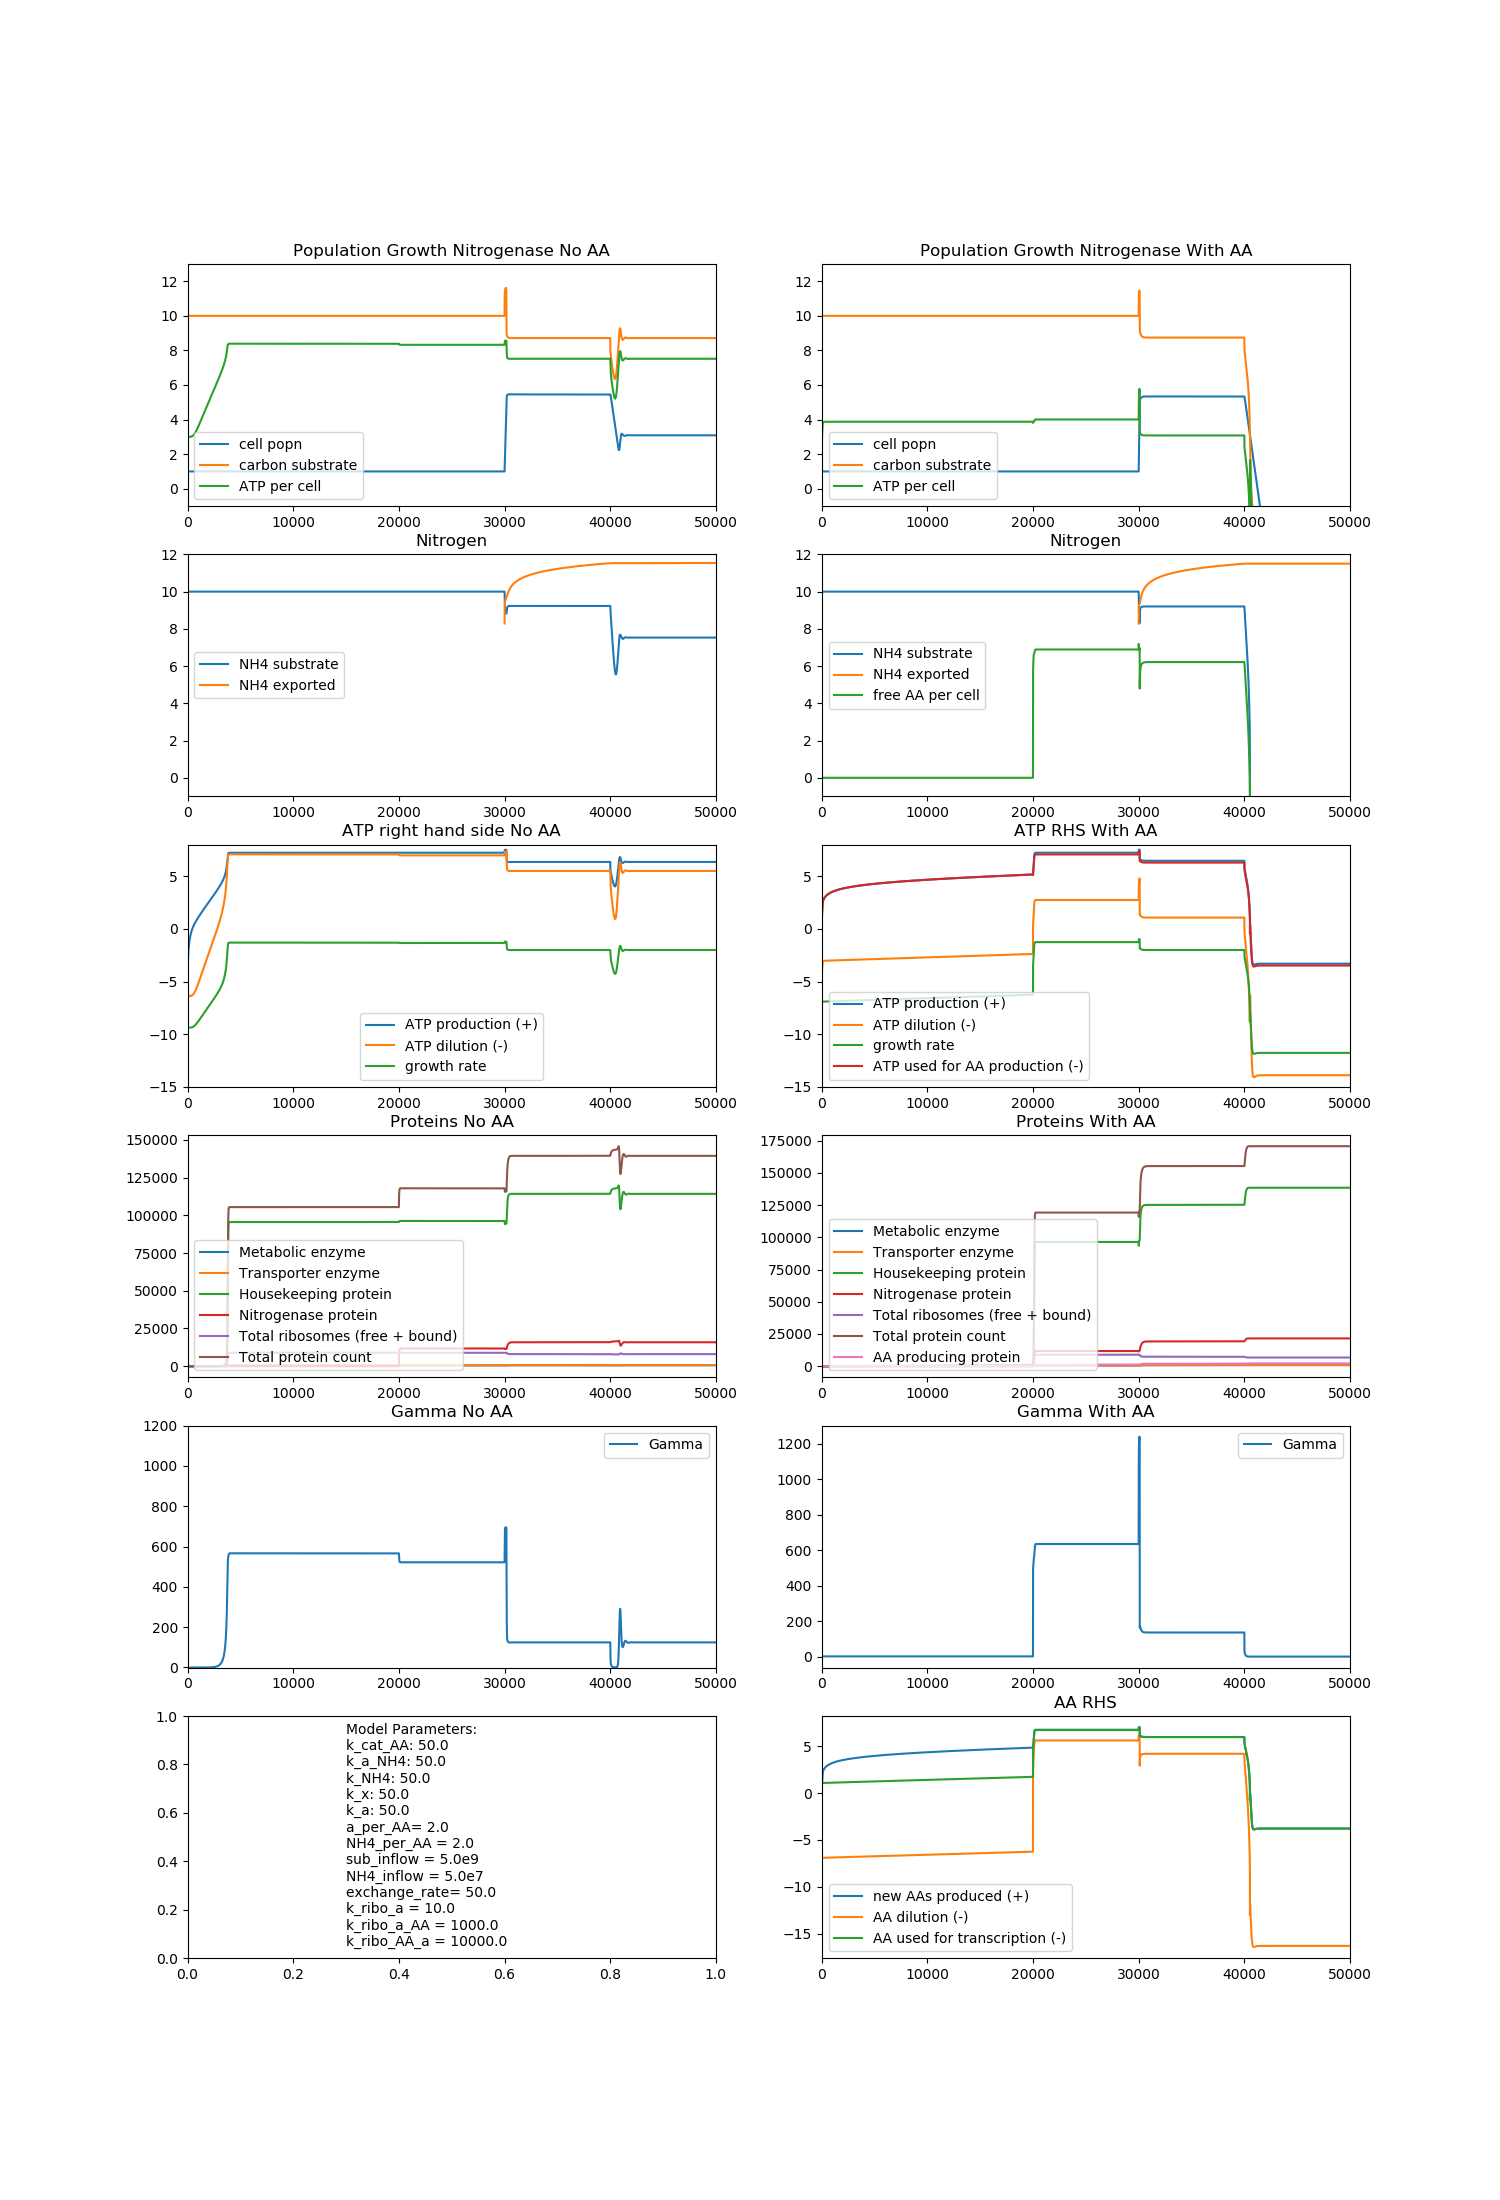 Population Growth Nitrogenase No AA
12
10
8
6
4
2
0
cell popn
carbon substrate
ATP per cell
0 10000 20000 30000 40000 50000
Population Growth Nitrogenase With AA
12
10
8
6
4
2
0
cell popn
carbon substrate
ATP per cell
0 10000 20000 30000 40000 50000
Nitrogen
12
10
8
6
4
2
0
NH4 substrate
NH4 exported
0 10000 20000 30000 40000 50000
Nitrogen
12
10
8
6
4
2
0
NH4 substrate
NH4 exported
free AA per cell
0 10000 20000 30000 40000 50000
ATP right hand side No AA
5
0
−5
−10
−15
ATP production (+)
ATP dilution (-)
growth rate
0 10000 20000 30000 40000 50000
ATP RHS With AA
5
0
−5
−10
−15
ATP production (+)
ATP dilution (-)
growth rate
ATP used for AA production (-)
0 10000 20000 30000 40000 50000
Proteins No AA
150000
125000
100000
75000
50000
25000
0
Metabolic enzyme
Transporter enzyme
Housekeeping protein
Nitrogenase protein
Total ribosomes (free + bound)
Total protein count
0 10000 20000 30000 40000 50000
Proteins With AA
175000
150000
125000
100000
75000
50000
25000
0
Metabolic enzyme
Transporter enzyme
Housekeeping protein
Nitrogenase protein
Total ribosomes (free + bound)
Total protein count
AA producing protein
0 10000 20000 30000 40000 50000
Gamma No AA
1200
1000
800
600
400
200
0
Gamma
0 10000 20000 30000 40000 50000
Gamma With AA
1200
1000
800
600
400
200
0
Gamma
0 10000 20000 30000 40000 50000
1.0
0.8
0.6
0.4
0.2
0.0
Model Parameters:
k_cat_AA: 50.0
k_a_NH4: 50.0
k_NH4: 50.0
k_x: 50.0
k_a: 50.0
a_per_AA= 2.0
NH4_per_AA = 2.0
sub_inflow = 5.0e9
NH4_inflow = 5.0e7
exchange_rate= 50.0
k_ribo_a = 10.0
k_ribo_a_AA = 1000.0
k_ribo_AA_a = 10000.0
0.0 0.2 0.4 0.6 0.8 1.0
AA RHS
5
0
−5
−10
−15
new AAs produced (+)
AA dilution (-)
AA used for transcription (-)
0 10000 20000 30000 40000 50000